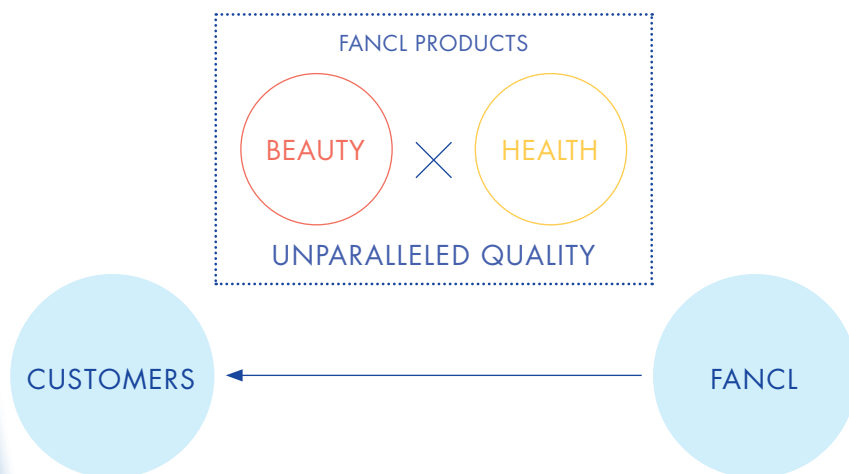 FANCL PRODUCTS
BEAUTY
HEALTH
UNPARALLELED QUALITY
CUSTOMERS
FANCL